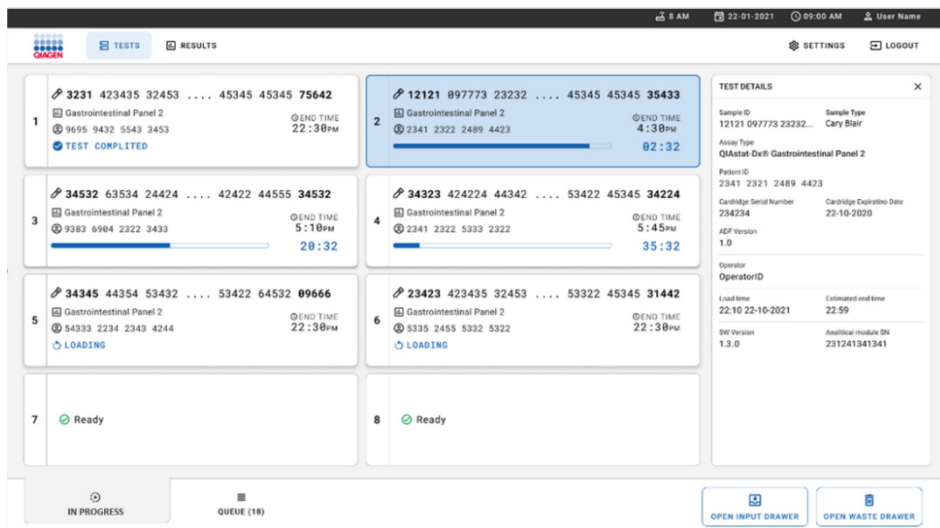 8 AM 22-01-2021 09:00 AM User Name
QIAGEN TESTS RESULTS SETTINGS LOGOUT
1
3231 423435 32453 .... 45345 45345 75642
Gastrointestinal Panel 2
9695 9432 5543 3453
END TIME
22:30PM
TEST COMPLITED
2
12121 097773 23232 .... 45345 45345 35433
Gastrointestinal Panel 2
2341 2322 2489 4423
END TIME
4:30PM
02:32
3
34532 63534 24424 .... 42422 44555 34532
Gastrointestinal Panel 2
9383 6904 2322 3433
END TIME
5:10PM
20:32
4
34323 424224 44342 .... 53422 45345 34224
Gastrointestinal Panel 2
2341 2322 5333 2322
END TIME
5:45PM
35:32
5
34345 44354 53432 .... 53422 64532 09666
Gastrointestinal Panel 2
54333 2234 2343 4244
END TIME
22:30PM
LOADING
6
23423 423435 32453 .... 53322 45345 31442
Gastrointestinal Panel 2
5335 2455 5332 5322
END TIME
22:30PM
LOADING
7
Ready
8
Ready
TEST DETAILS
Sample ID Sample Type
12121 097773 23232... Cary Blair
Assay Type
QIAstat-Dx® Gastrointestinal Panel 2
Patient ID
2341 2321 2489 4423
Cardridge Serial Number Cardridge Expiratino Date
234234 22-10-2020
ADF Version
1.0
Operator
OperatorID
Load time Estimated end time
22:10 22-10-2021 22:59
SW Version Analitical module SN
1.3.0 231241341341
IN PROGRESS
QUEUE (18)
OPEN INPUT DRAWER
OPEN WASTE DRAWER